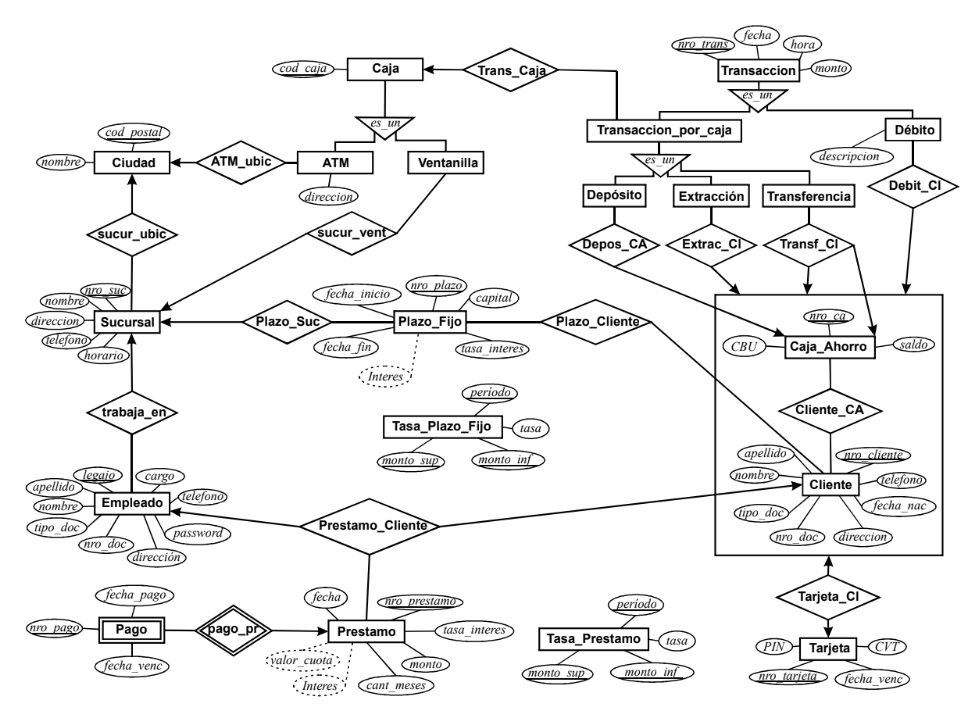 nro_trans
fecha
hora
Transaccion
monto
cod_caja
Caja
Trans_Caja
es_un
es_un
Transaccion_por_caja
Débito
descripcion
cod_postal
nombre
Ciudad
ATM_ubic
ATM
Ventanilla
direccion
es_un
Depósito
Extracción
Transferencia
Debit_CI
sucur_ubic
sucur_vent
Depos_CA
Extrac_CI
Transf_CI
nro_suc
nombre
direccion
Sucursal
telefono
horario
Plazo_Suc
fecha_inicio
nro_plazo
capital
Plazo_Fijo
fecha_fin
tasa_interes
Interes
Plazo_Cliente
nro_ca
CBU
Caja_Ahorro
saldo
trabaja_en
período
Tasa_Plazo_Fijo
tasa
monto_sup
monto_inf
Cliente_CA
apellido
nro_cliente
nombre
Cliente
telefono
tipo_doc
fecha_nac
nro_doc
direccion
legajo
cargo
apellido
telefono
nombre
Empleado
tipo_doc
password
nro_doc
dirección
Prestamo_Cliente
fecha_pago
nro_pago
Pago
fecha_venc
pago_pr
fecha
nro_prestamo
Prestamo
tasa_interes
valor_cuota
monto
Interes
cant_meses
período
Tasa_Prestamo
tasa
monto_sup
monto_inf
Tarjeta_CI
PIN
Tarjeta
CVT
nro_tarjeta
fecha_venc